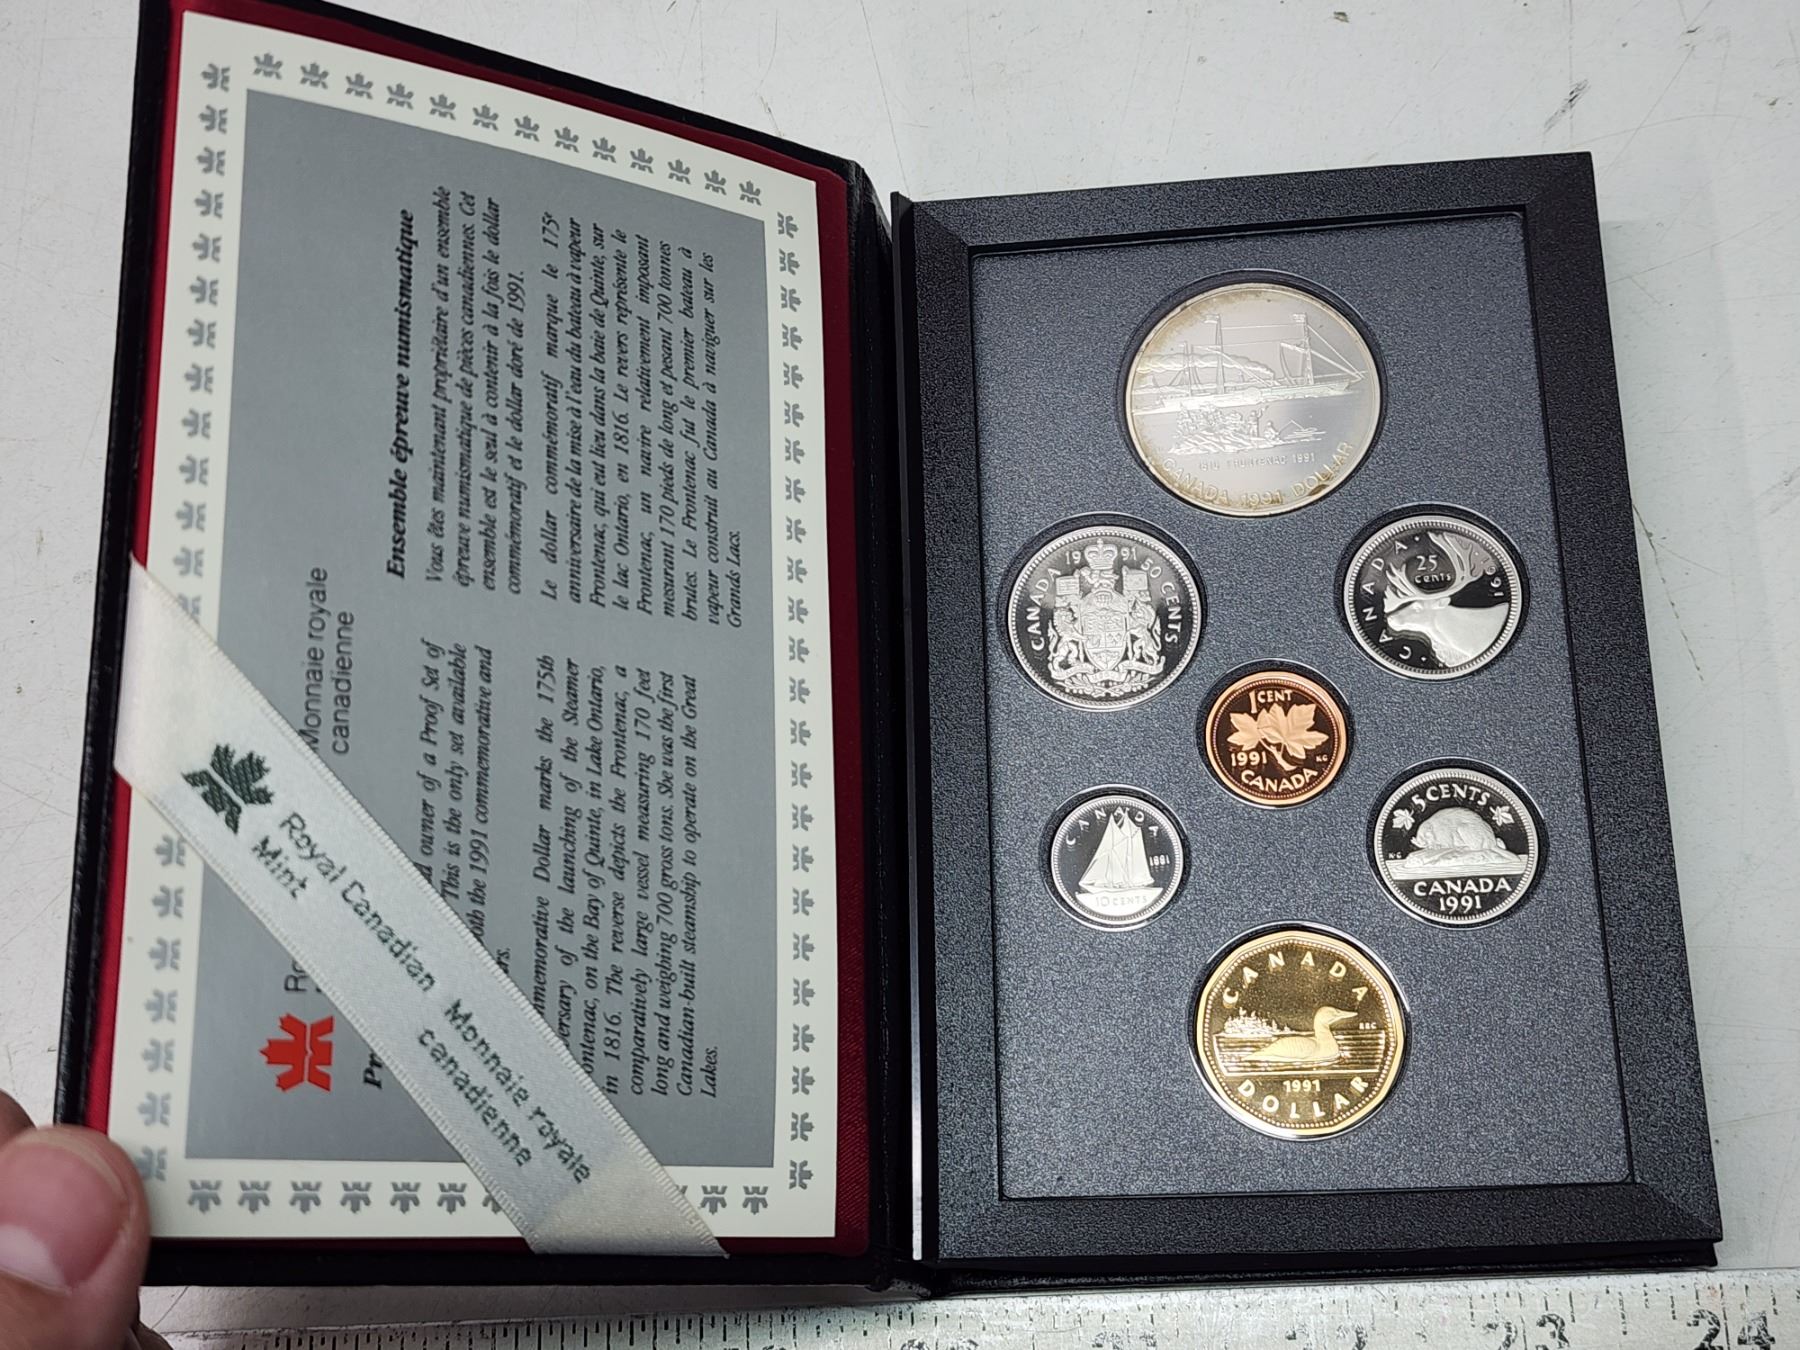 Monnaie royale
canadienne
Ensemble épreuve numismatique
Vous êtes maintenant propriétaire d'un ensemble
épreuve numismatique de pièces canadiennes. Cet
ensemble est le seul à contenir à la fois le dollar
commémoratif et le dollar doré de 1991.
Le dollar commémoratif marque le 175e
anniversaire de la mise à l'eau du bateau à vapeur
Frontenac, qui eut lieu dans la baie de Quinte, sur
le lac Ontario, en 1816. Le revers représente le
Frontenac, un navire relativement imposant
mesurant 170 pieds de long et pesant 700 tonnes
brutes. Le Frontenac fut le premier bateau à
vapeur construit au Canada à naviguer sur les
Grands Lacs.
owner of a Proof Set of
This is the only set available
the 1991 commemorative and
Dollar marks the 175th
of the launching of the Steamer
on the Bay of Quinte, in Lake Ontario,
in 1816. The reverse depicts the Frontenac, a
comparatively large vessel measuring 170 feet
long and weighing 700 gross tons. She was the first
Canadian-built steamship to operate on the Great
Lakes.
Royal Canadian Monnaie royale
Mint canadienne
1816 FRONTENAC 1991
CANADA 1991 DOLLAR
CANADA 1991 50 CENTS
CANADA 25 CENTS 1991
1 CENT
1991 KG
CANADA
CANADA
1991
10 CENTS
5 CENTS
K·G
CANADA
1991
CANADA
RRC
1991
DOLLAR
23 24